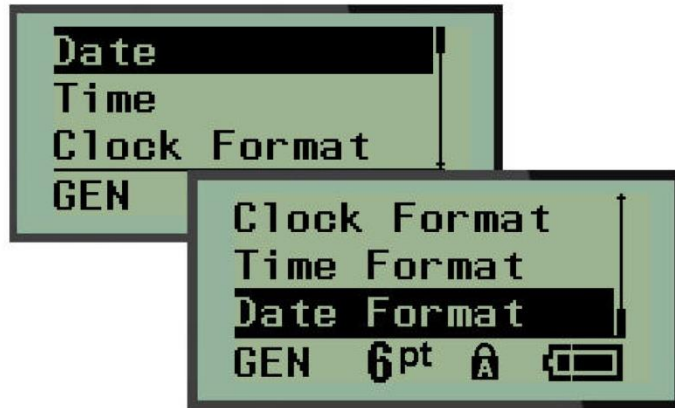 Date
Time
Clock Format
GEN
Clock Format
Time Format
Date Format
GEN 6pt A